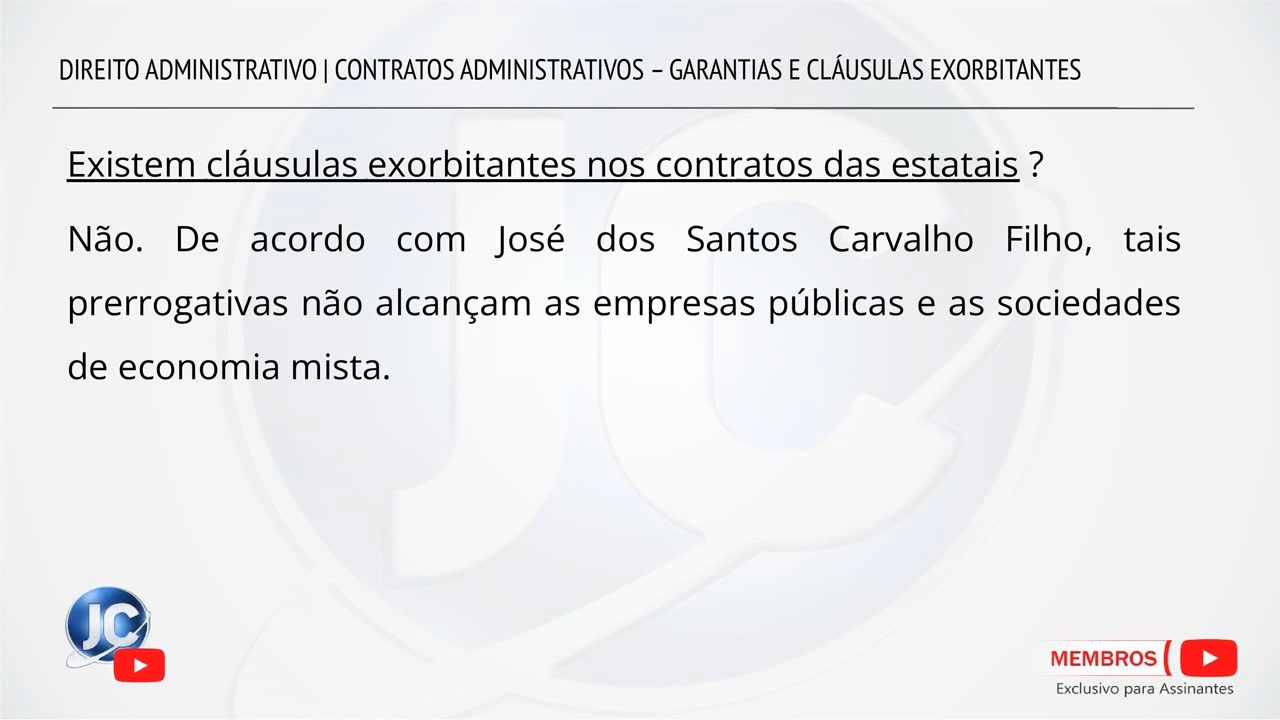 DIREITO ADMINISTRATIVO | CONTRATOS ADMINISTRATIVOS – GARANTIAS E CLÁUSULAS EXORBITANTES
Existem cláusulas exorbitantes nos contratos das estatais ?
Não. De acordo com José dos Santos Carvalho Filho, tais
prerrogativas não alcançam as empresas públicas e as sociedades
de economia mista.
JC
JC
MEMBROS
Exclusivo para Assinantes